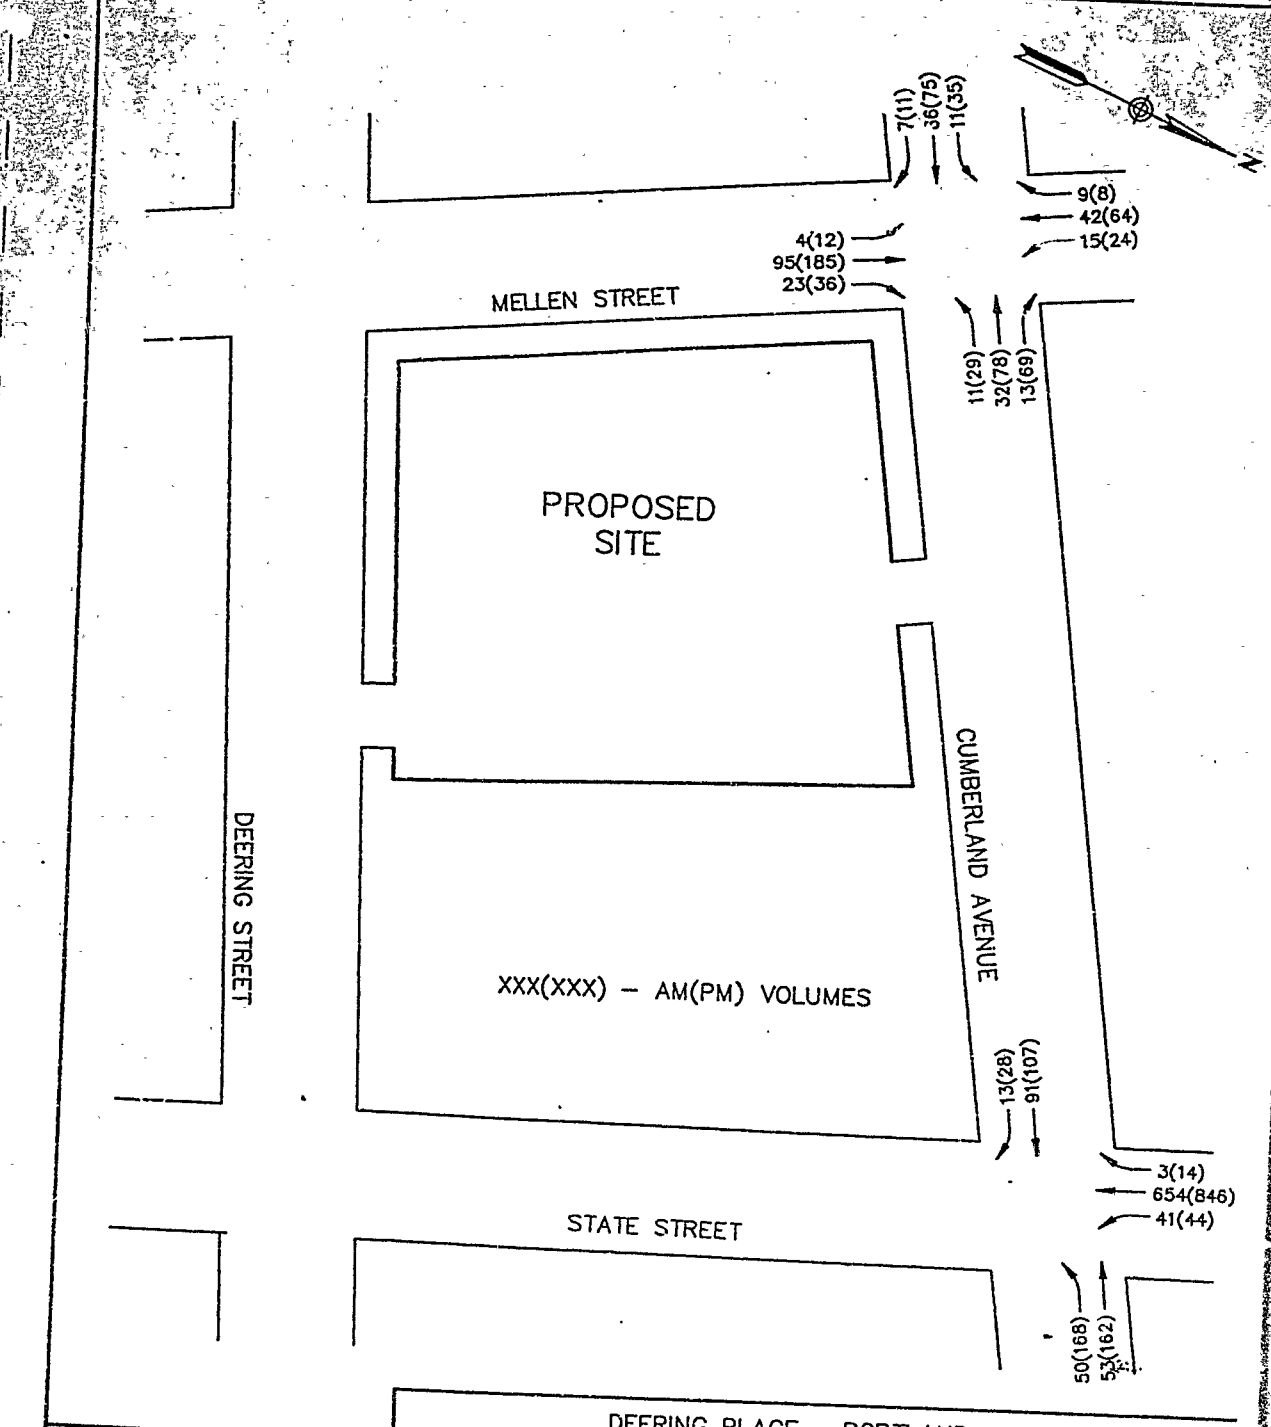 7(11)
36(75)
11(35)
N
9(8)
42(64)
15(24)
4(12)
95(185)
23(36)
MELLEN STREET
11(29)
32(78)
13(69)
PROPOSED
SITE
CUMBERLAND AVENUE
DEERING STREET
XXX(XXX) – AM(PM) VOLUMES
13(28)
91(107)
3(14)
654(846)
41(44)
STATE STREET
50(168)
53(162)
DEERING PLACE